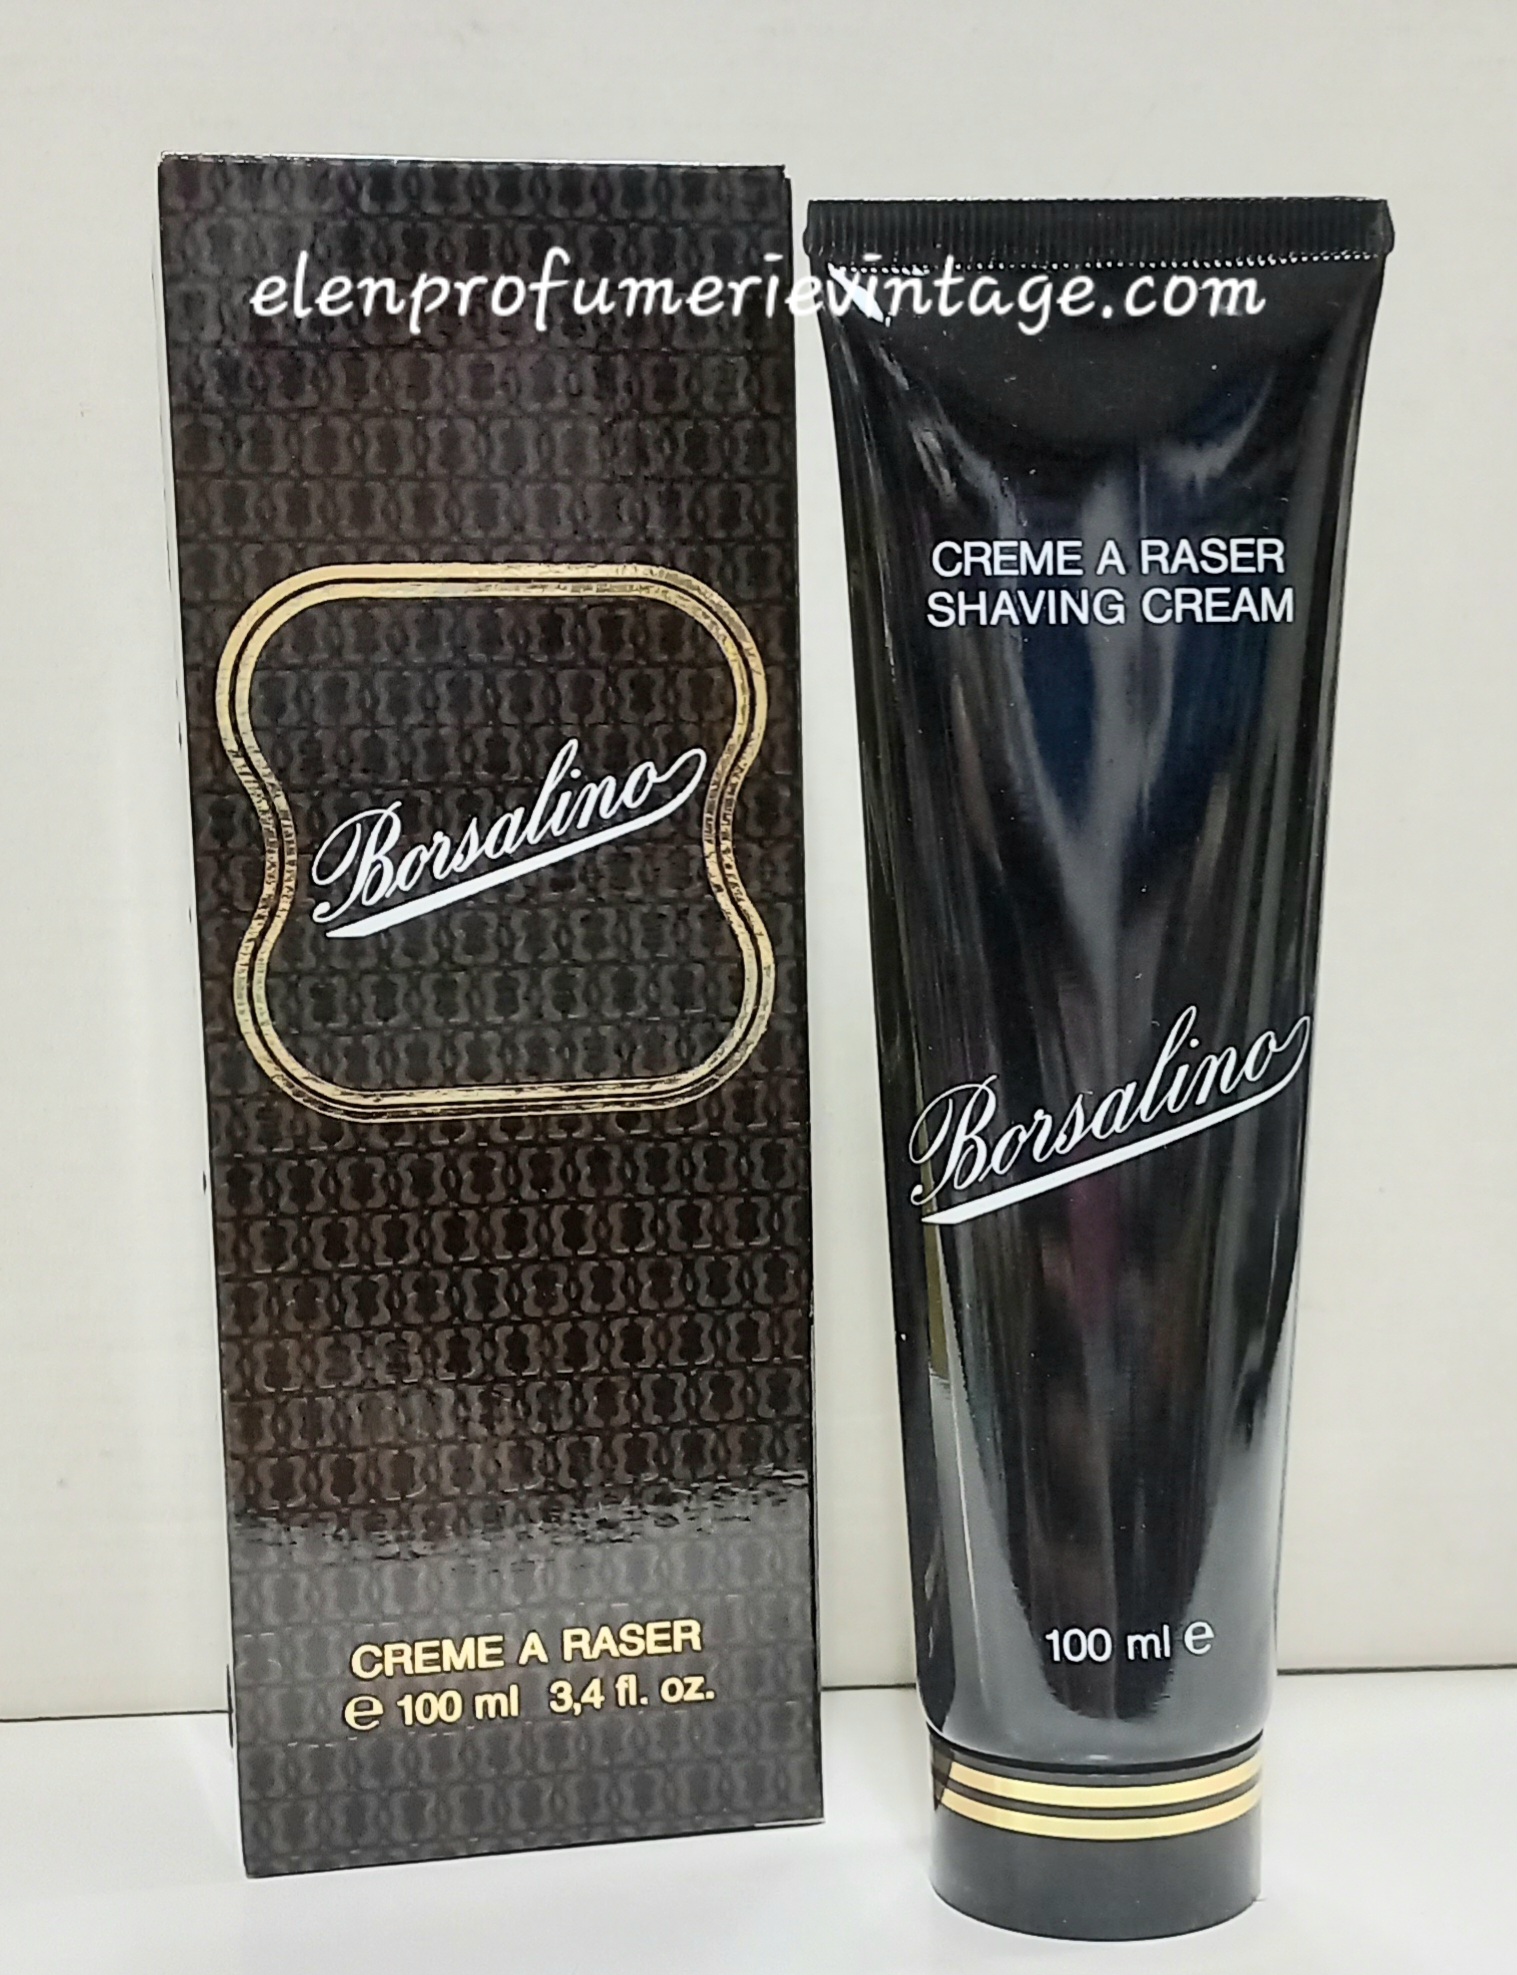 elenprofumerievintage.com
Borsalino
CREME A RASER
e 100 ml 3,4 fl. oz.
CREME A RASER
SHAVING CREAM
Borsalino
100 ml e